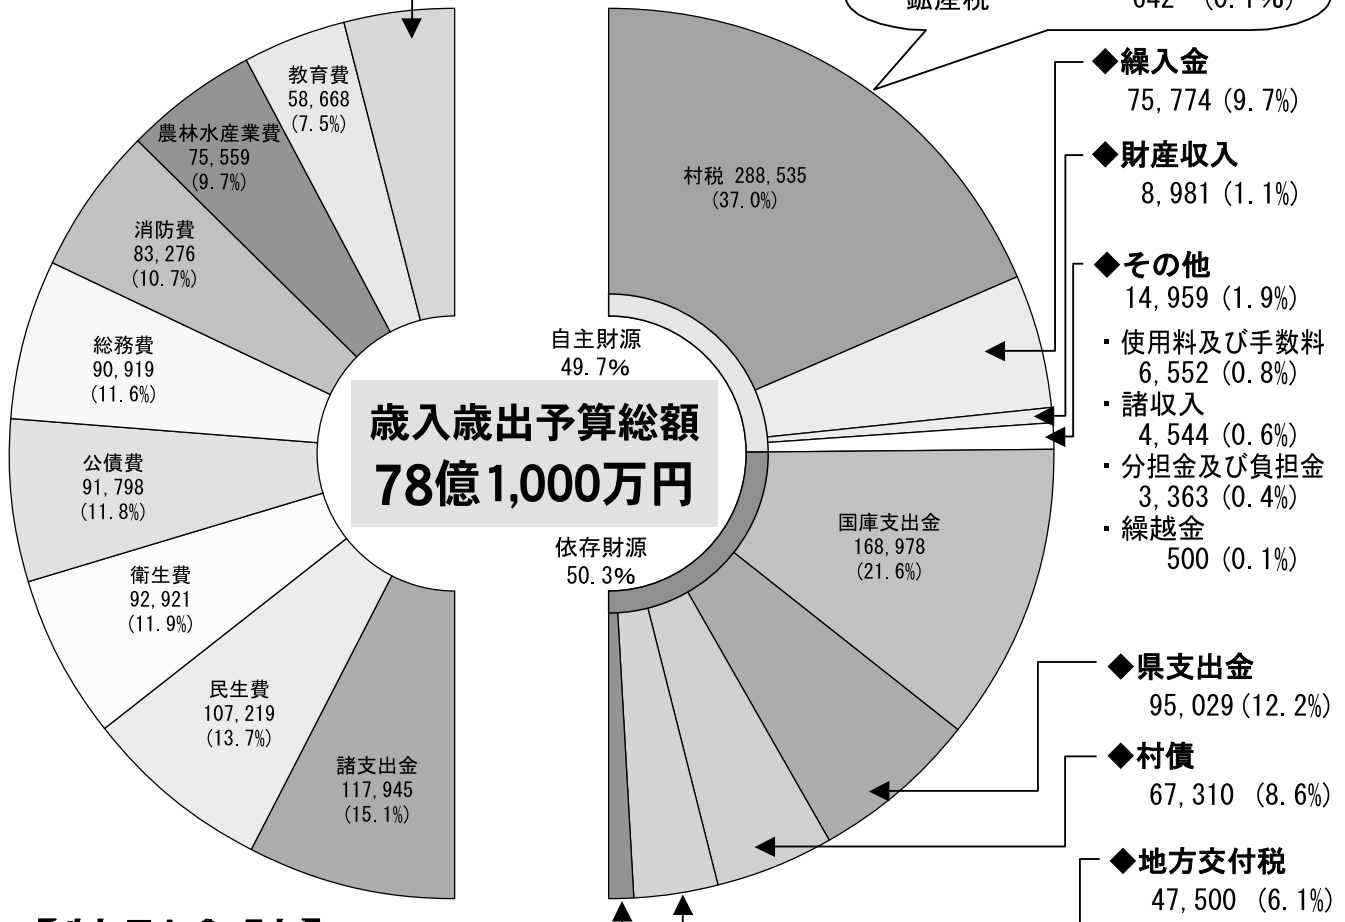 鉱産税 642 (0.1%)
教育費
58,668
(7.5%)
農林水産業費
75,559
(9.7%)
消防費
83,276
(10.7%)
総務費
90,919
(11.6%)
公債費
91,798
(11.8%)
衛生費
92,921
(11.9%)
民生費
107,219
(13.7%)
諸支出金
117,945
(15.1%)
自主財源
49.7%
歳入歳出予算総額
78億1,000万円
依存財源
50.3%
村税 288,535
(37.0%)
国庫支出金
168,978
(21.6%)
◆繰入金
75,774 (9.7%)
◆財産収入
8,981 (1.1%)
◆その他
14,959 (1.9%)
・使用料及び手数料
6,552 (0.8%)
・諸収入
4,544 (0.6%)
・分担金及び負担金
3,363 (0.4%)
・繰越金
500 (0.1%)
◆県支出金
95,029 (12.2%)
◆村債
67,310 (8.6%)
◆地方交付税
47,500 (6.1%)